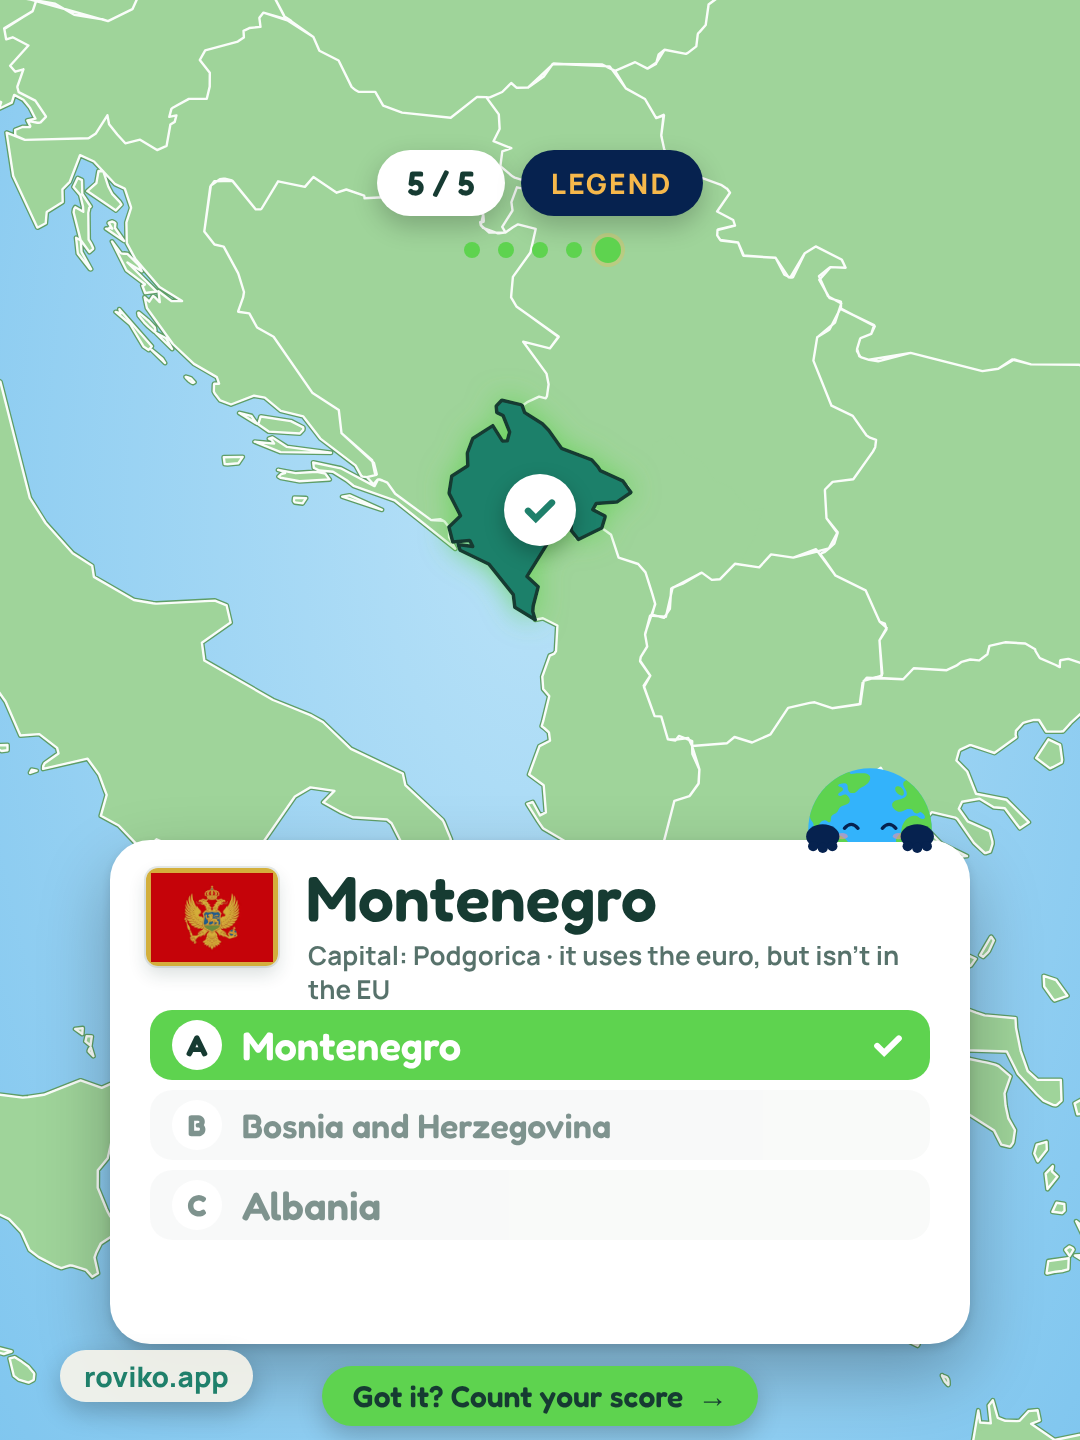 5 / 5
LEGEND
Montenegro
Capital: Podgorica · it uses the euro, but isn't in
the EU
A Montenegro
B Bosnia and Herzegovina
C Albania
roviko.app
Got it? Count your score →